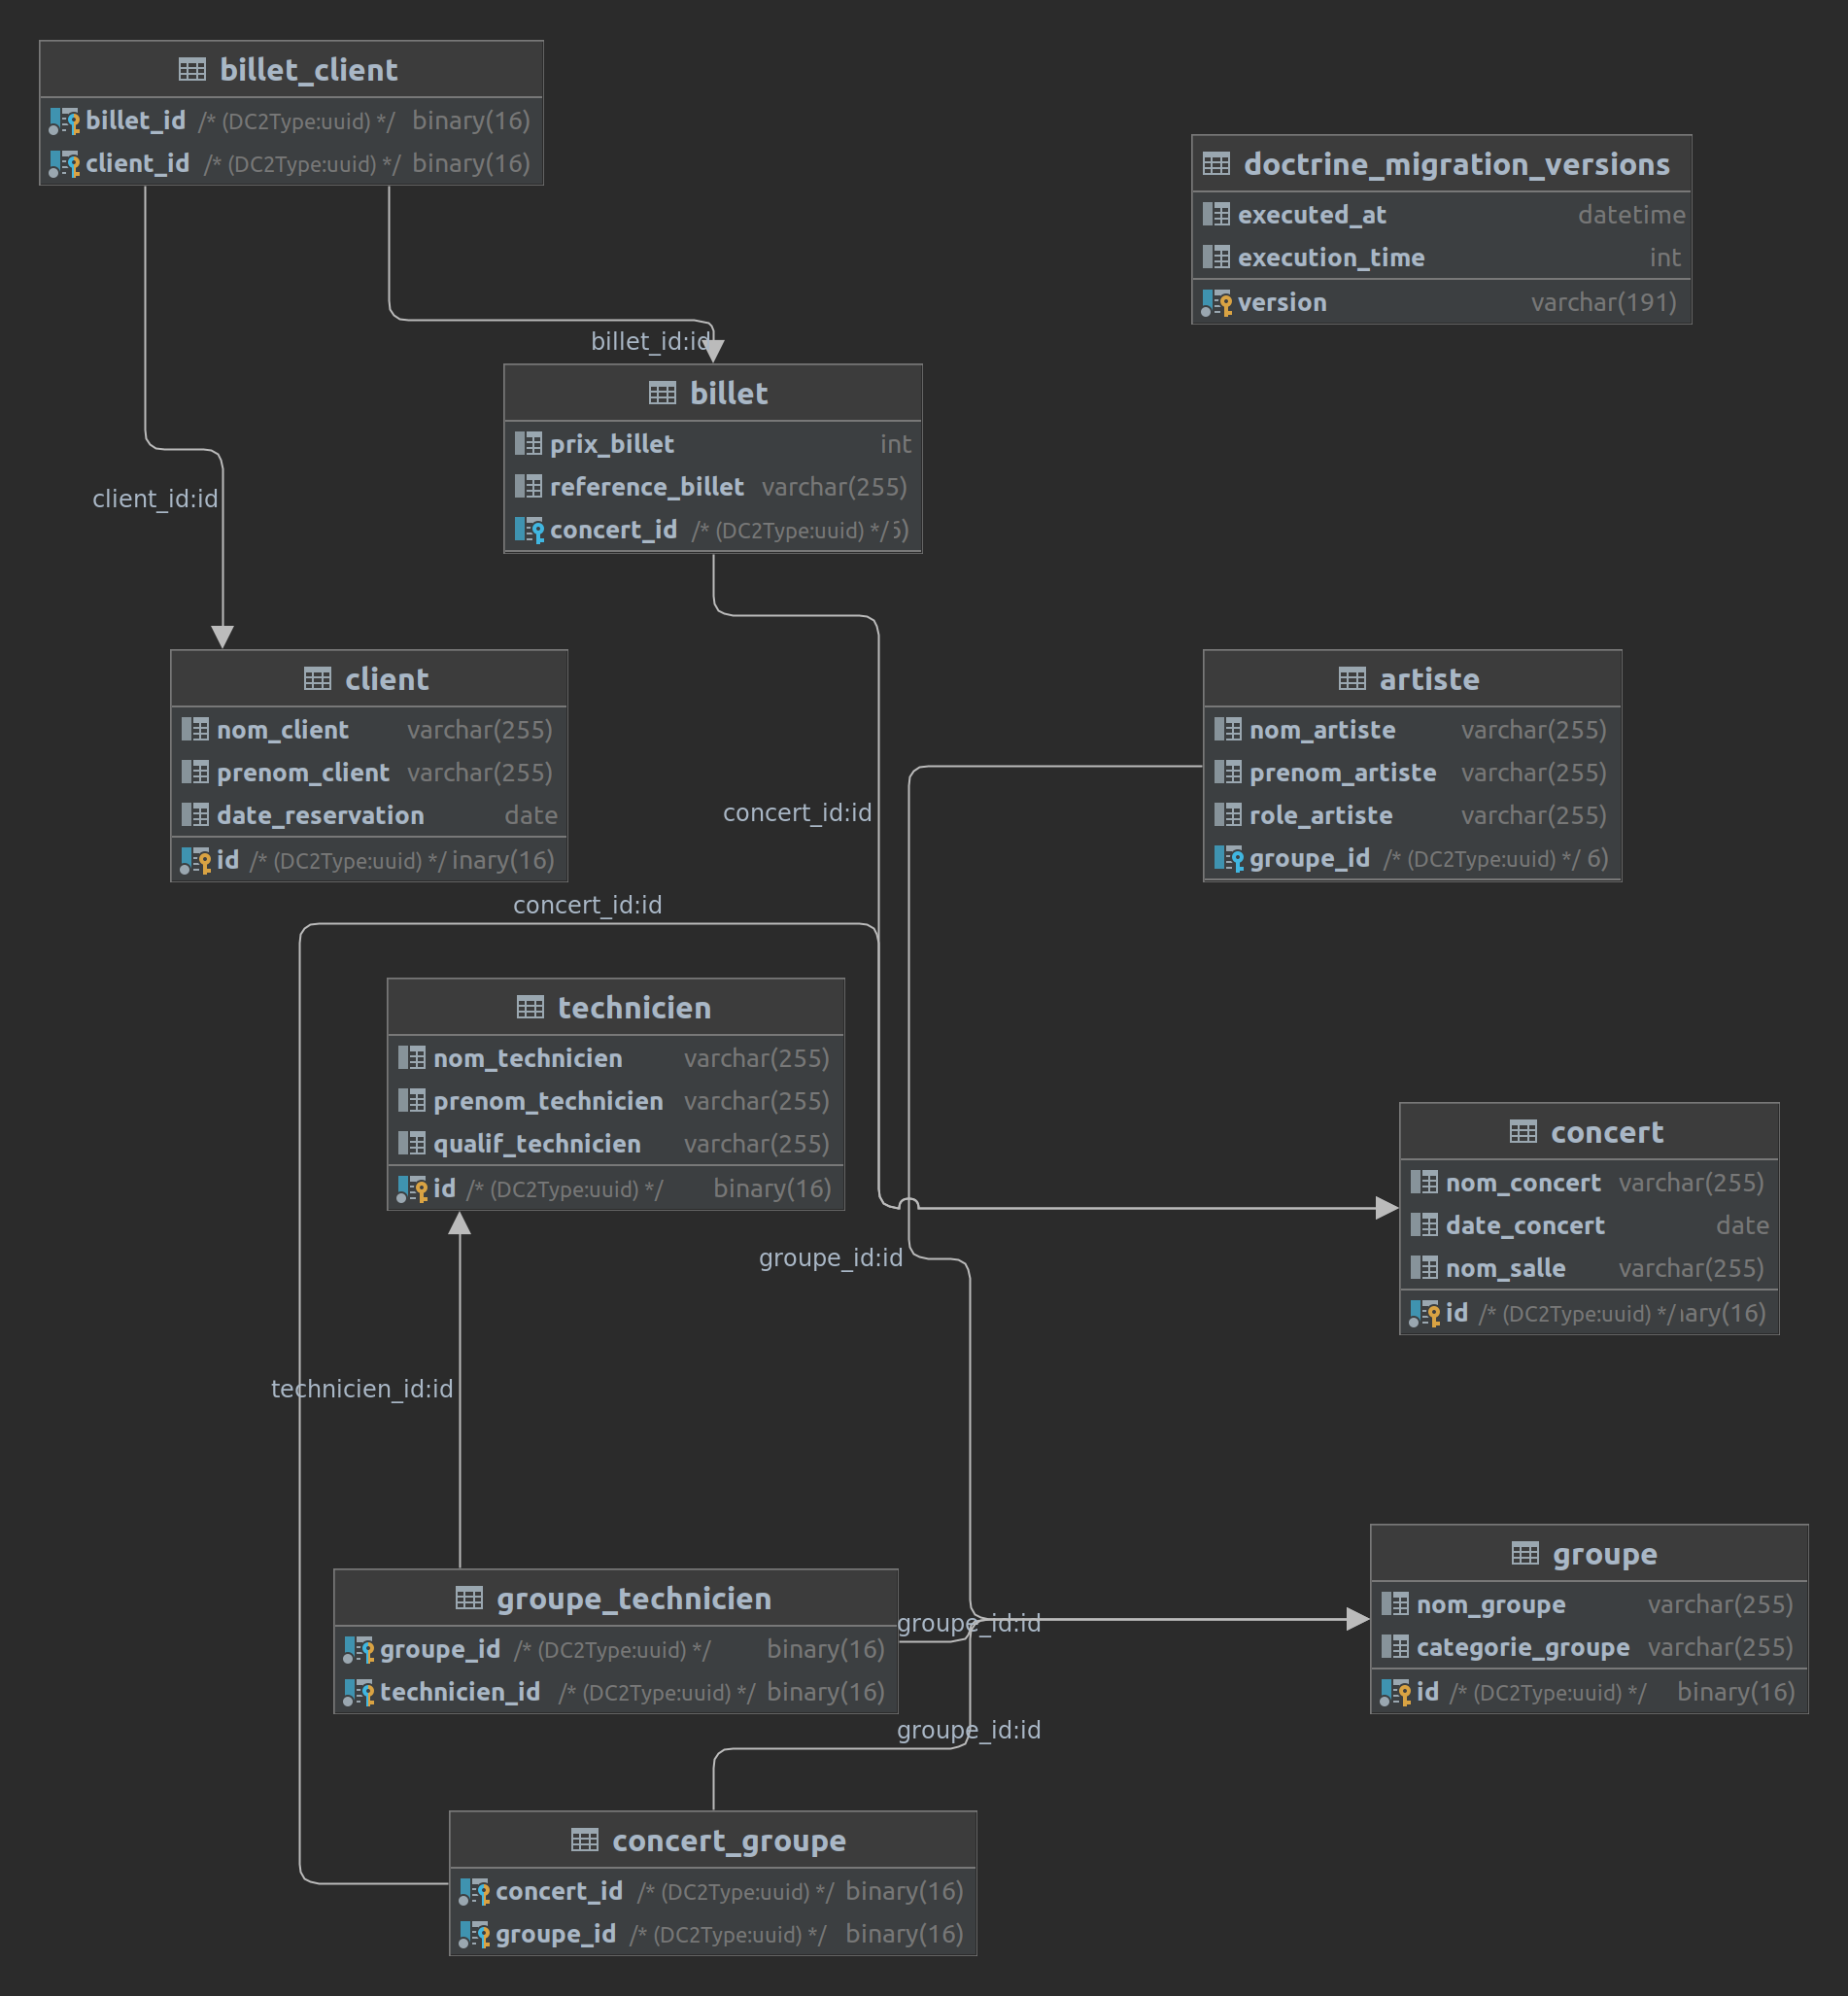 billet_client
billet_id /* (DC2Type:uuid) */ binary(16)
client_id /* (DC2Type:uuid) */ binary(16)
doctrine_migration_versions
executed_at datetime
execution_time int
version varchar(191)
billet_id:id
billet
prix_billet int
reference_billet varchar(255)
concert_id /* (DC2Type:uuid) */
client_id:id
client
nom_client varchar(255)
prenom_client varchar(255)
date_reservation date
id /* (DC2Type:uuid) */ inary(16)
concert_id:id
artiste
nom_artiste varchar(255)
prenom_artiste varchar(255)
role_artiste varchar(255)
groupe_id /* (DC2Type:uuid) */ 6)
concert_id:id
technicien
nom_technicien varchar(255)
prenom_technicien varchar(255)
qualif_technicien varchar(255)
id /* (DC2Type:uuid) */ binary(16)
concert
nom_concert varchar(255)
date_concert date
nom_salle varchar(255)
id /* (DC2Type:uuid) */ ary(16)
groupe_id:id
technicien_id:id
groupe
nom_groupe varchar(255)
categorie_groupe varchar(255)
id /* (DC2Type:uuid) */ binary(16)
groupe_technicien
groupe_id /* (DC2Type:uuid) */ binary(16)
technicien_id /* (DC2Type:uuid) */ binary(16)
groupe_id:id
groupe_id:id
concert_groupe
concert_id /* (DC2Type:uuid) */ binary(16)
groupe_id /* (DC2Type:uuid) */ binary(16)